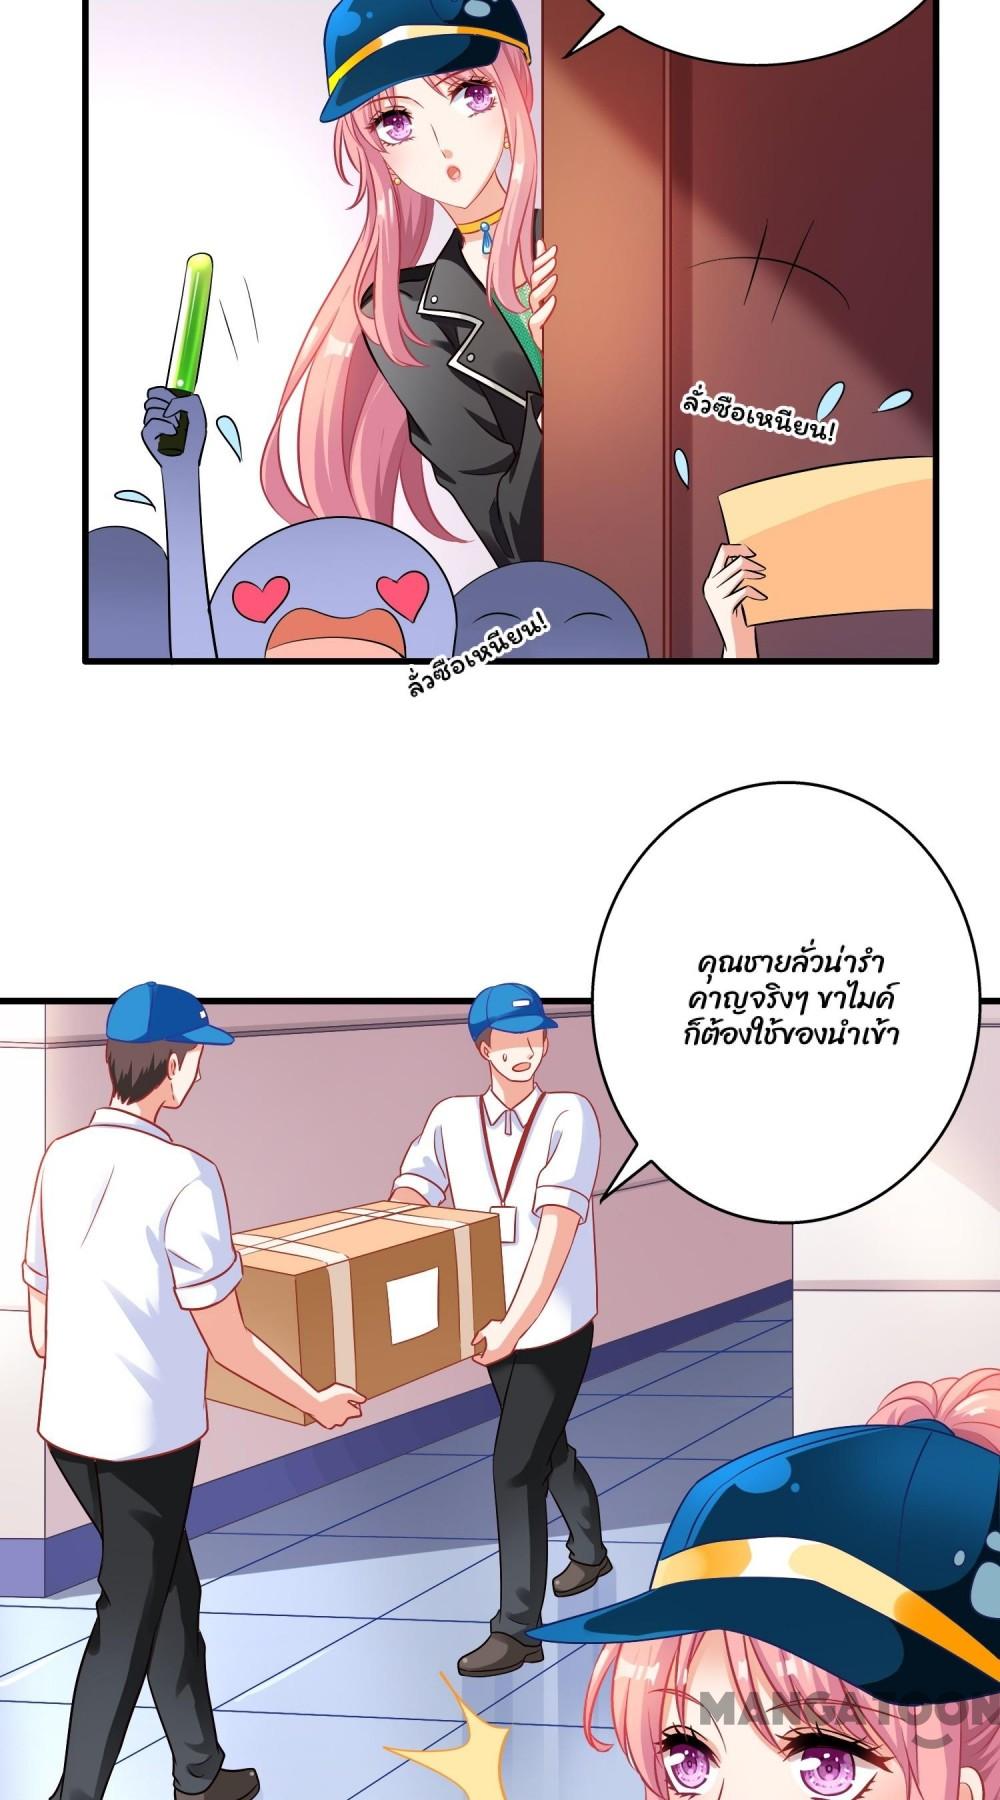 ลั่วซือเหนียน!
ลั่วซือเหนียน!
คุณชายลั่วน่ารำ
คาญจริงๆ ขาไมค์
ก็ต้องใช้ของนำเข้า
MANGATOON